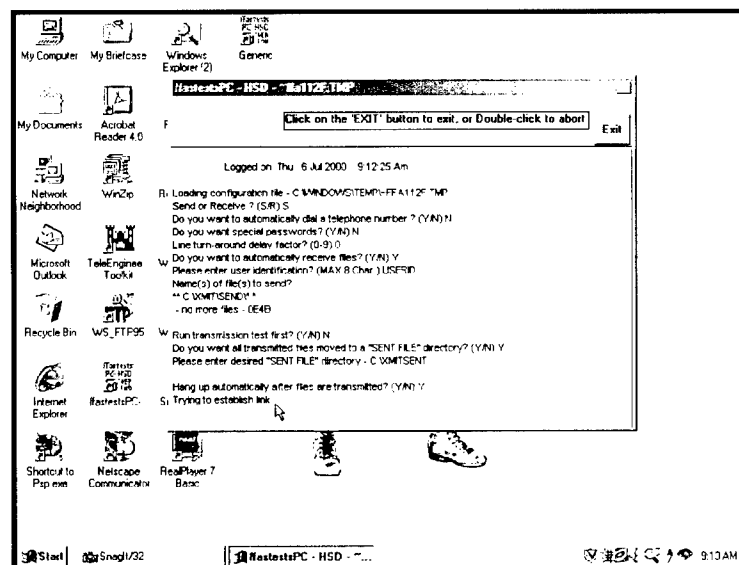 My Computer
My Briefcase
Windows Explorer (2)
Generic
My Documents
Acrobat Reader 4.0
F
Network Neighborhood
WinZip
R
Microsoft Outlook
TeleEnginee Toolkit
W
Recycle Bin
WS_FTP95
W
Internet Explorer
ffastestsPC-
S
Shortcut to Psp.exe
Netscape Communicator
RealPlayer 7 Basic
Click on the 'EXIT' button to exit, or Double-click to abort
Exit
Logged on Thu 6 Jul 2000 9:12:25 Am
Loading configuration file - C:\WINDOWS\TEMP\
Send or Receive ? (S/R) S
Do you want to automatically dial a telephone number ? (Y/N) N
Do you want special passwords? (Y/N) N
Line turn-around delay factor? (0-9) 0
Do you want to automatically receive files? (Y/N) Y
Please enter user identification? (MAX 8 Char.) USERID
Name(s) of file(s) to send?
** C:\XMIT\SEND\*.*
- no more files - 0E4B
Run transmission test first? (Y/N) N
Do you want all transmitted files moved to a "SENT FILE" directory? (Y/N) Y
Please enter desired "SENT FILE" directory - C:\XMITSENT
Hang up automatically after files are transmitted? (Y/N) Y
Trying to establish link
Start
SnagIt/32
ffastestsPC - HSD - ~...
9:13 AM